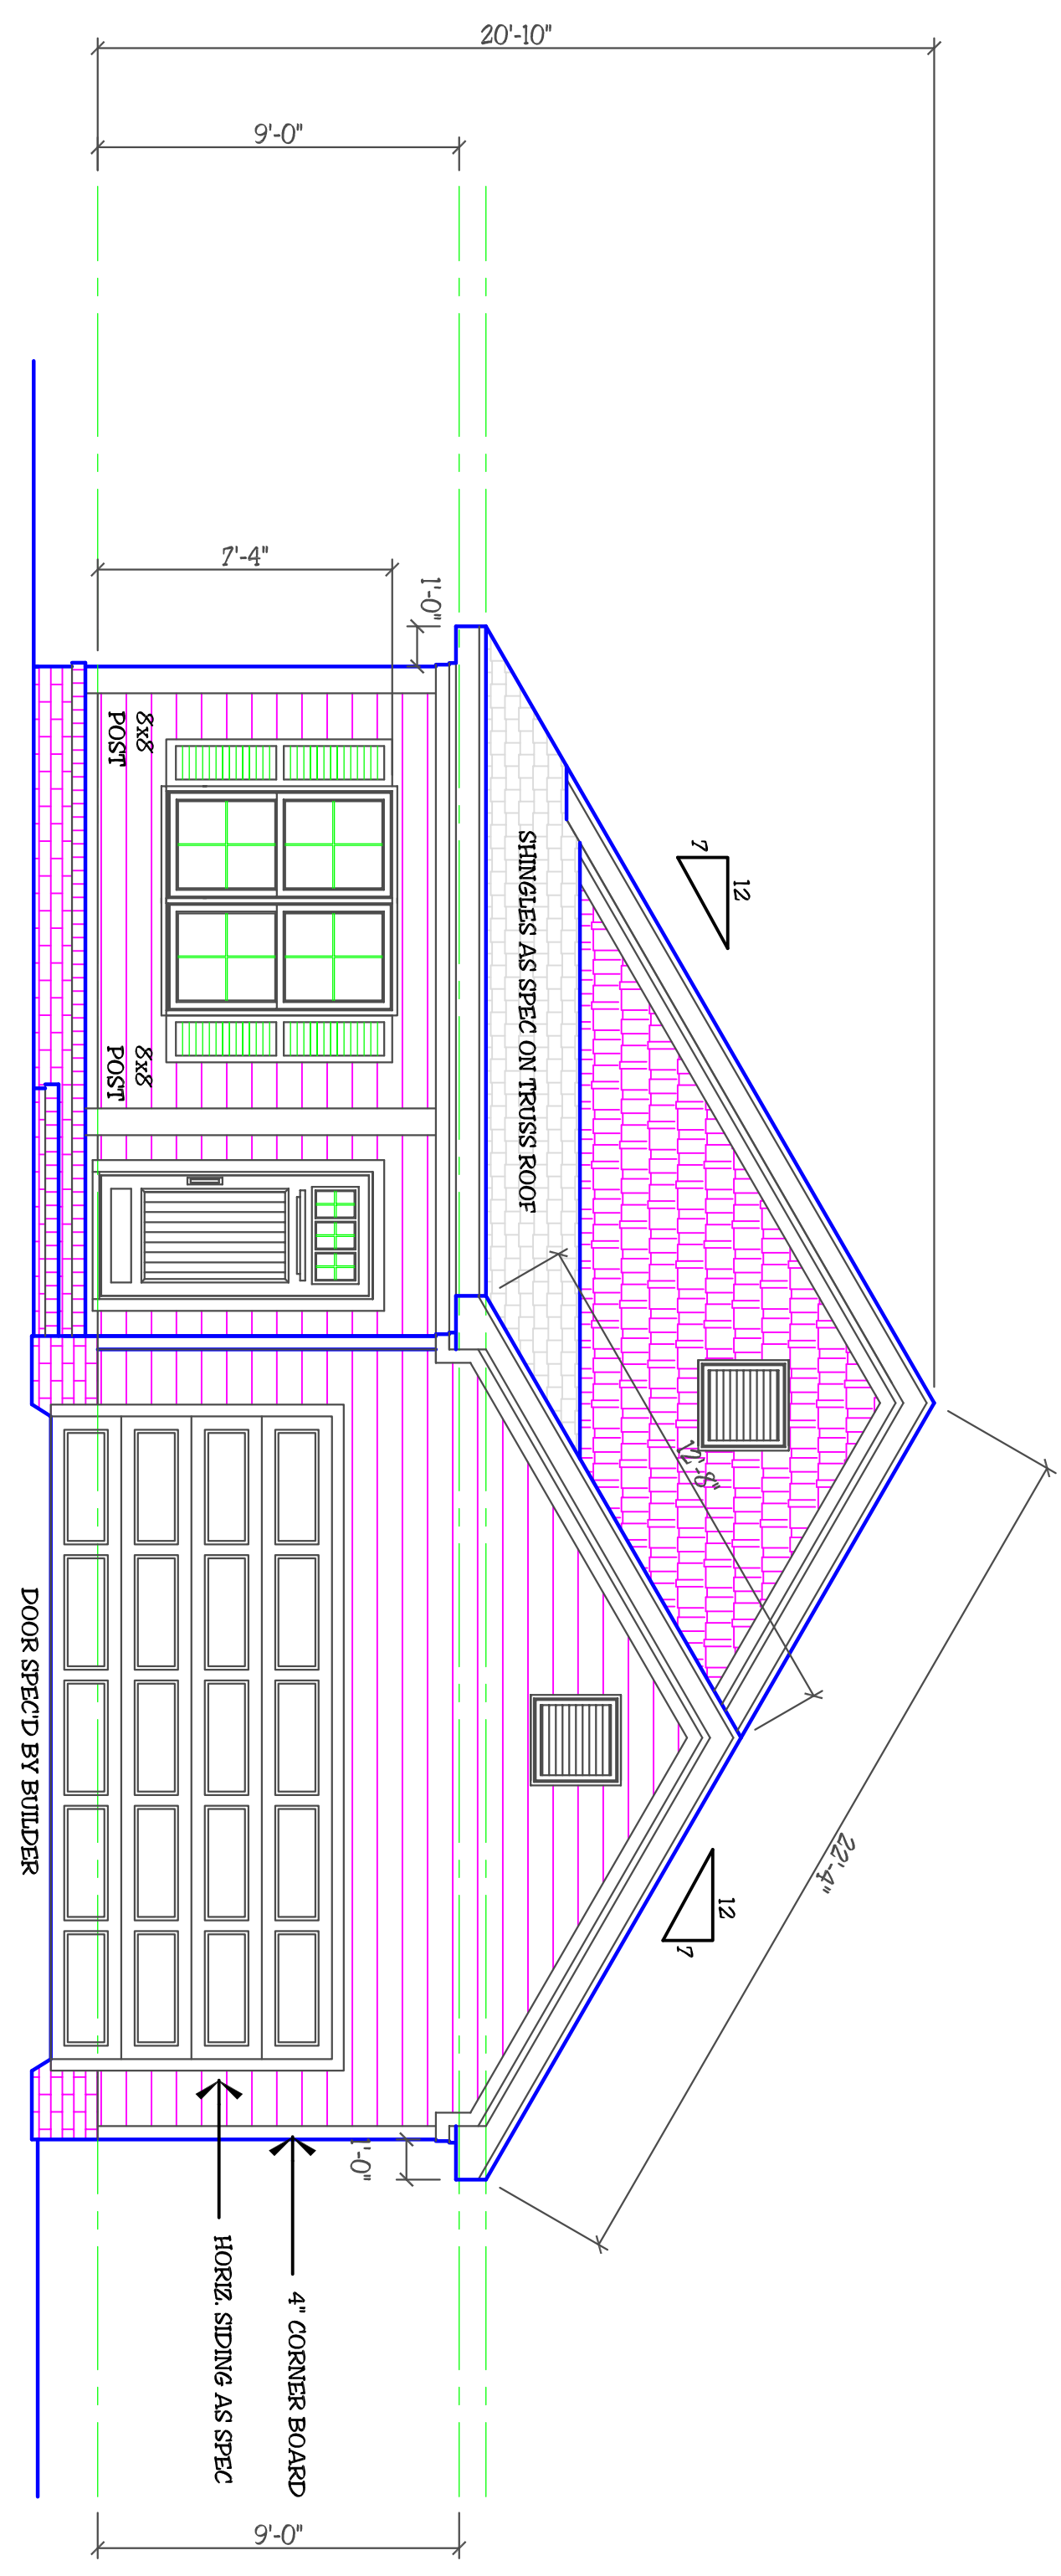 20'-10"
9'-0"
7'-4"
1'-0"
8x8
POST
8x8
POST
SHINGLES AS SPEC ON TRUSS ROOF
7
12
12'-8"
22'-4"
12
7
DOOR SPEC'D BY BUILDER
1'-0"
HORIZ. SIDING AS SPEC
4" CORNER BOARD
9'-0"